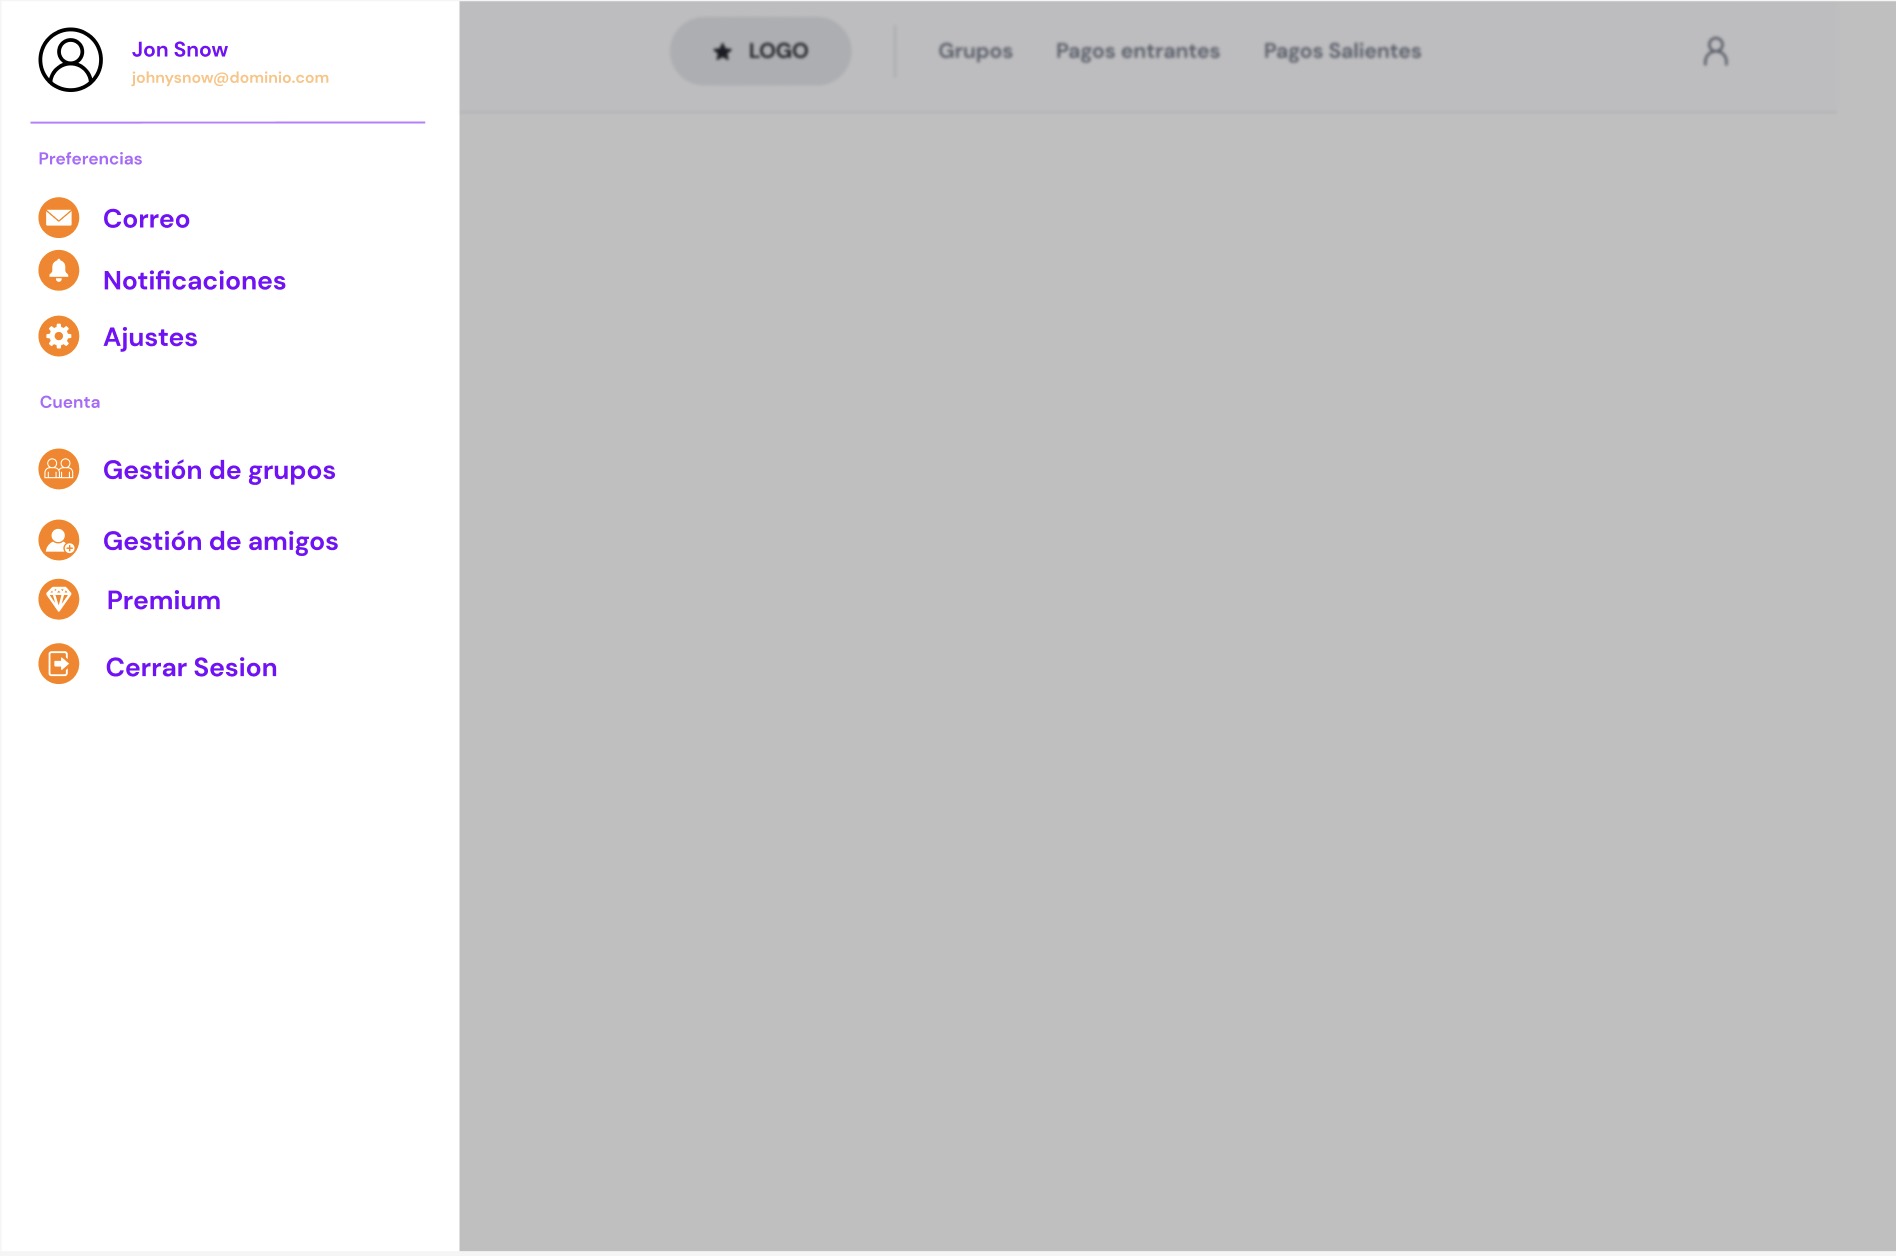 Jon Snow
johnysnow@dominio.com
Preferencias
Correo
Notificaciones
Ajustes
Cuenta
Gestión de grupos
Gestión de amigos
Premium
Cerrar Sesion
LOGO
Grupos
Pagos entrantes
Pagos Salientes